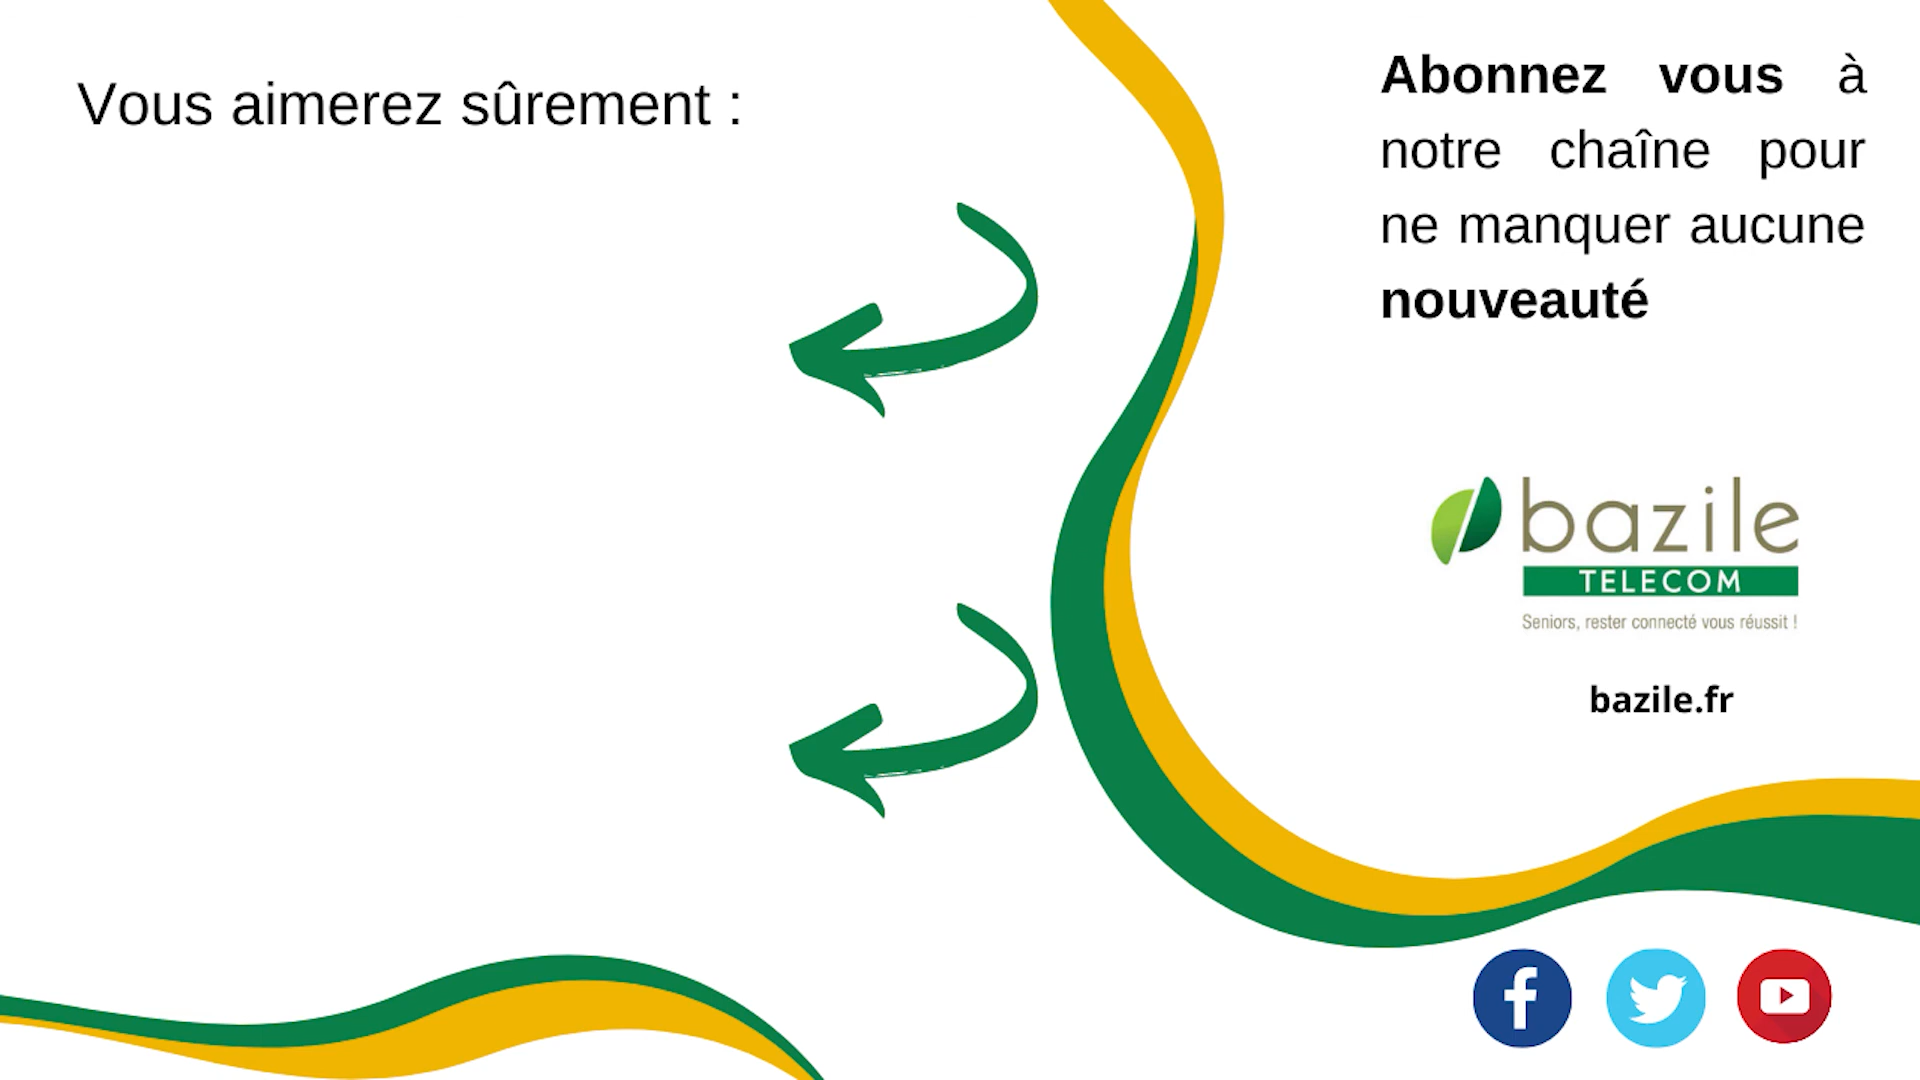 Vous aimerez sûrement :
Abonnez vous à
notre chaîne pour
ne manquer aucune
nouveauté
bazile
TELECOM
Seniors, rester connecté vous réussit !
bazile.fr